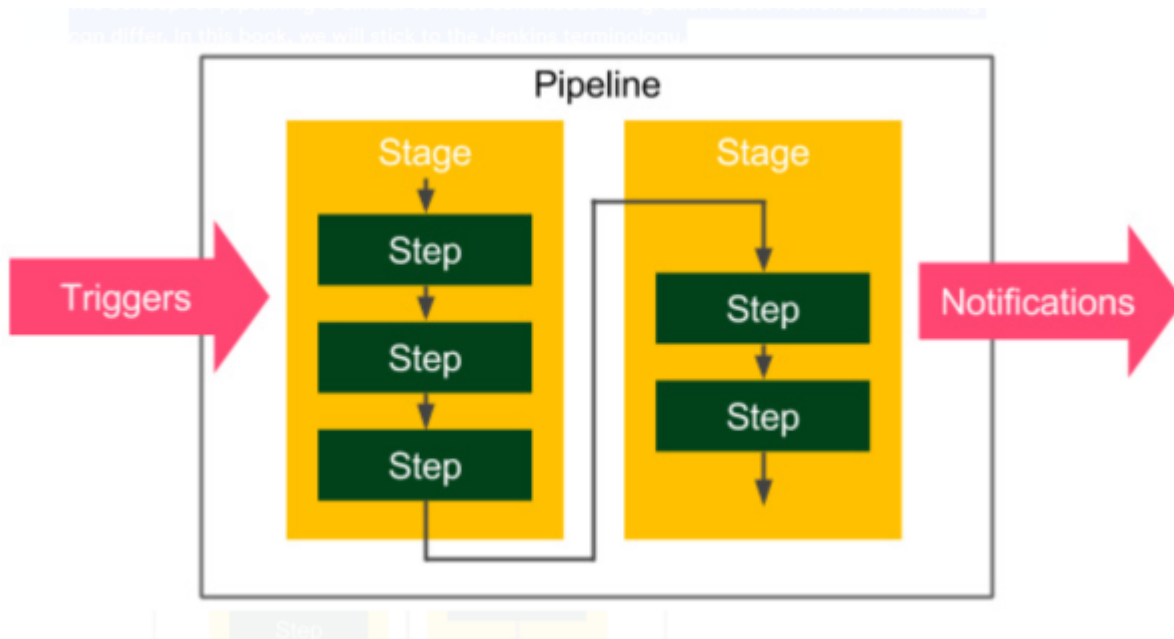 can differ. In this book, we will stick to the Jenkins terminology.
Pipeline
Stage
Step
Step
Step
Stage
Step
Step
Triggers
Notifications
Step